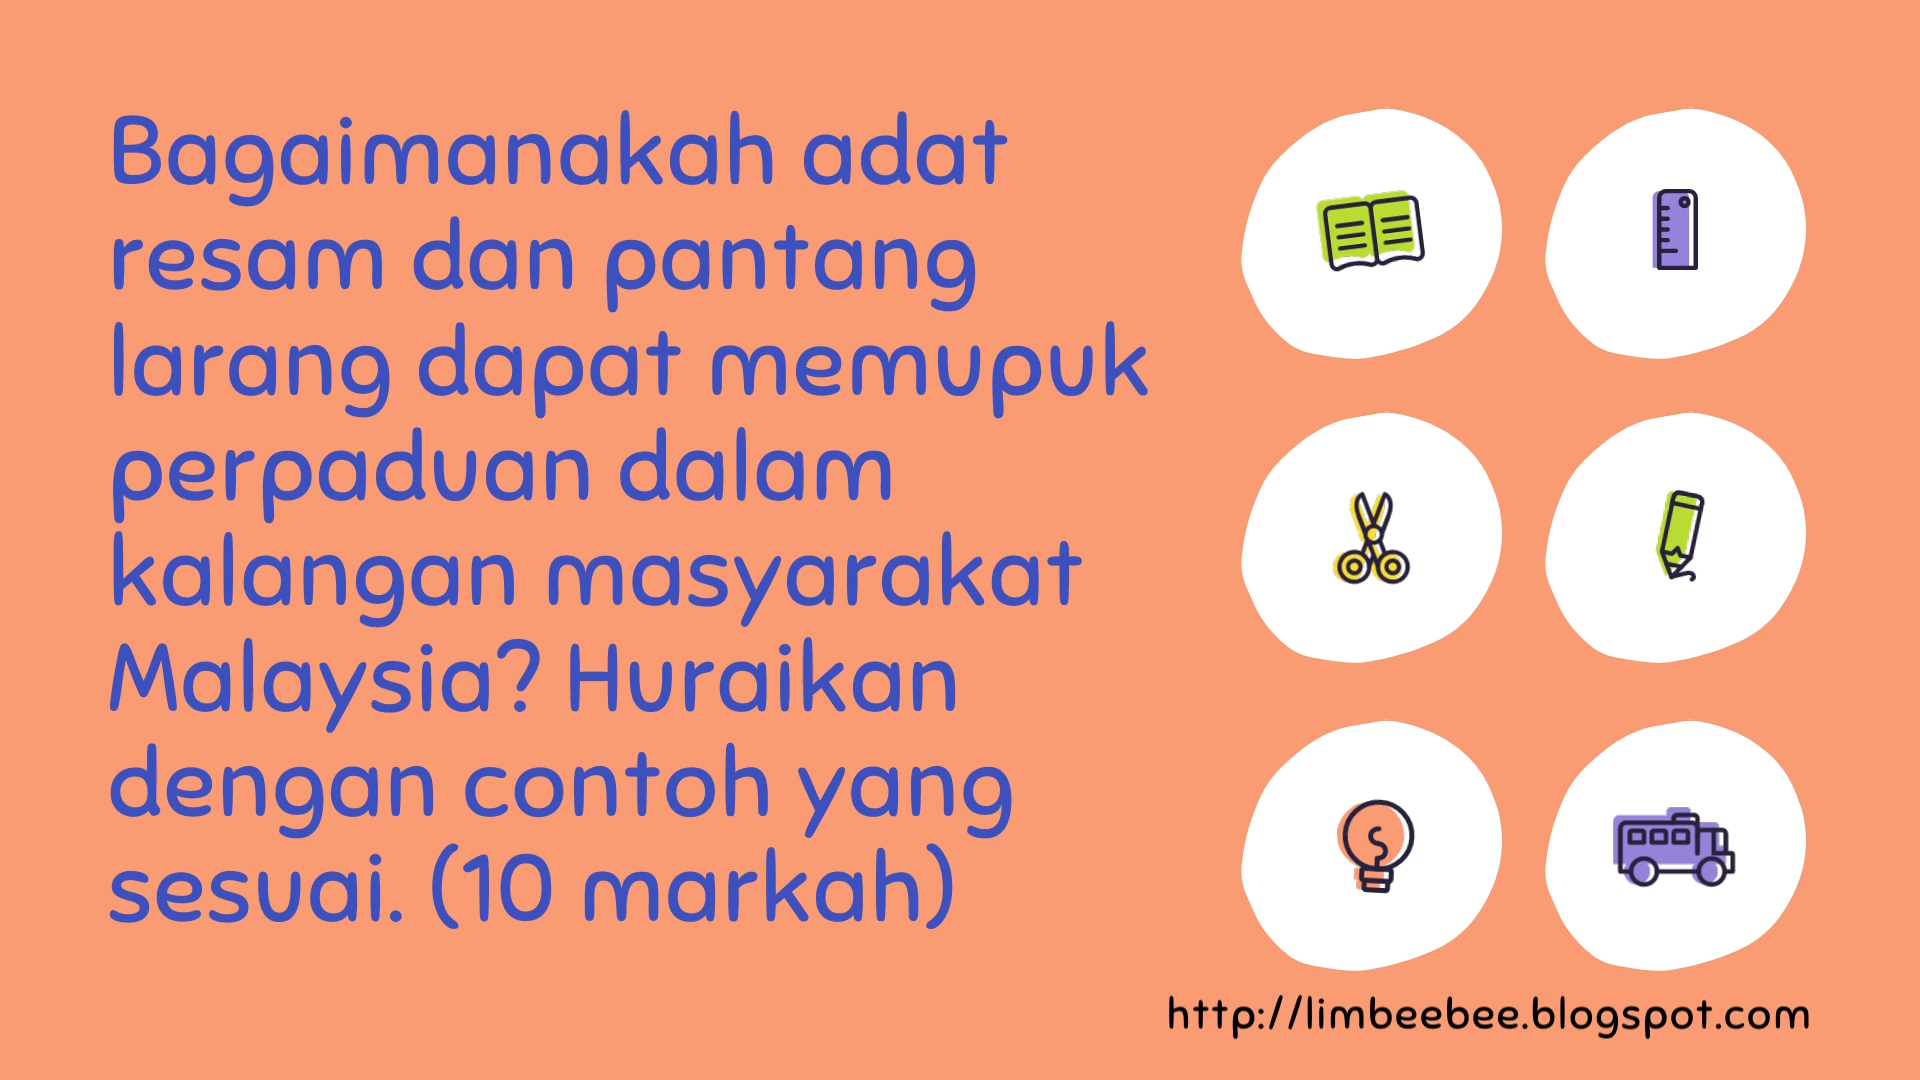 Bagaimanakah adat
resam dan pantang
larang dapat memupuk
perpaduan dalam
kalangan masyarakat
Malaysia? Huraikan
dengan contoh yang
sesuai. (10 markah)
http://limbeebee.blogspot.com